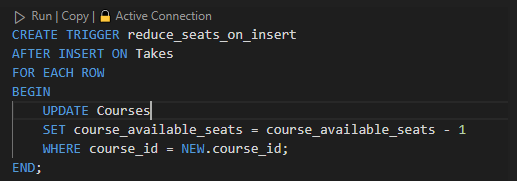 Run | Copy | Active Connection
CREATE TRIGGER reduce_seats_on_insert
AFTER INSERT ON Takes
FOR EACH ROW
BEGIN
    UPDATE Courses
    SET course_available_seats = course_available_seats - 1
    WHERE course_id = NEW.course_id;
END;